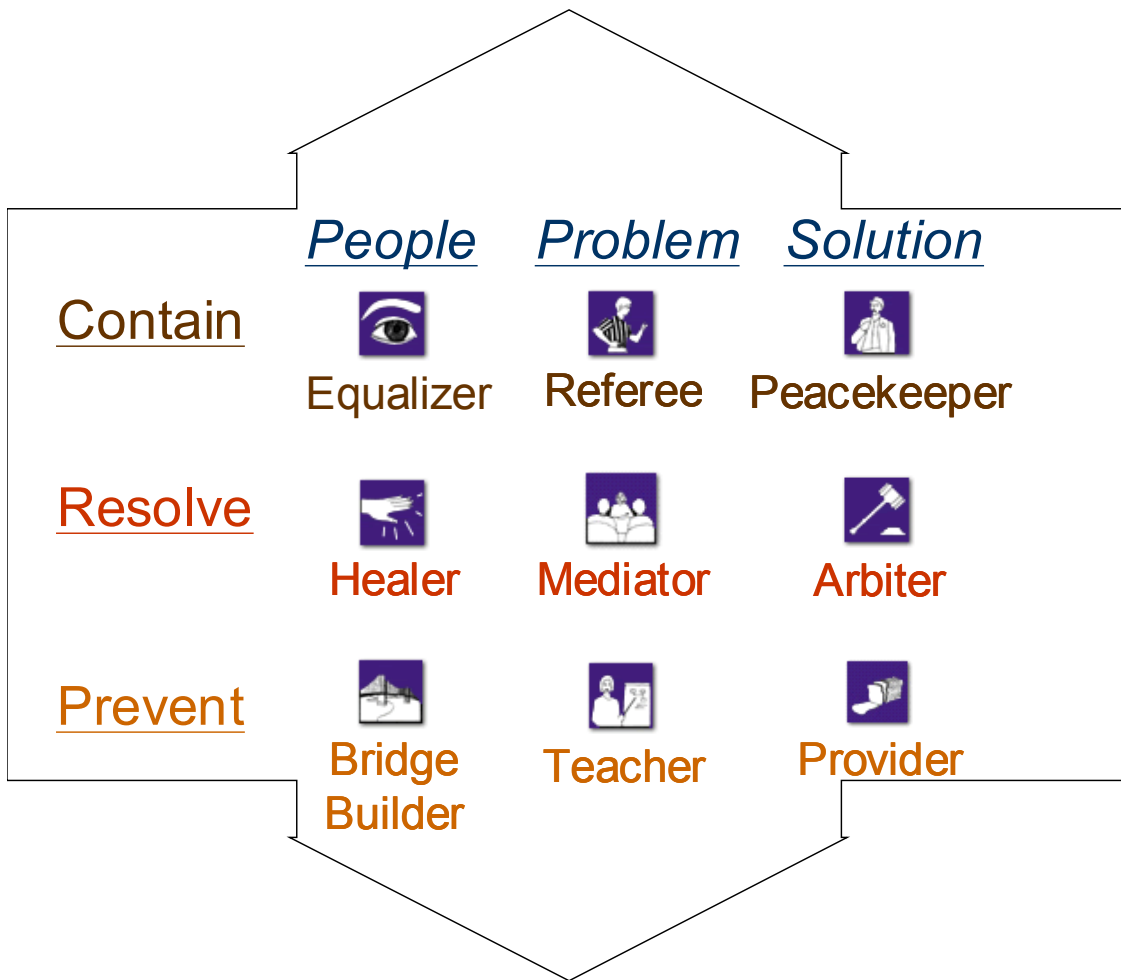 People Problem Solution
Contain
Equalizer Referee Peacekeeper
Resolve
Healer Mediator Arbiter
Prevent
Bridge
Builder
Teacher
Provider